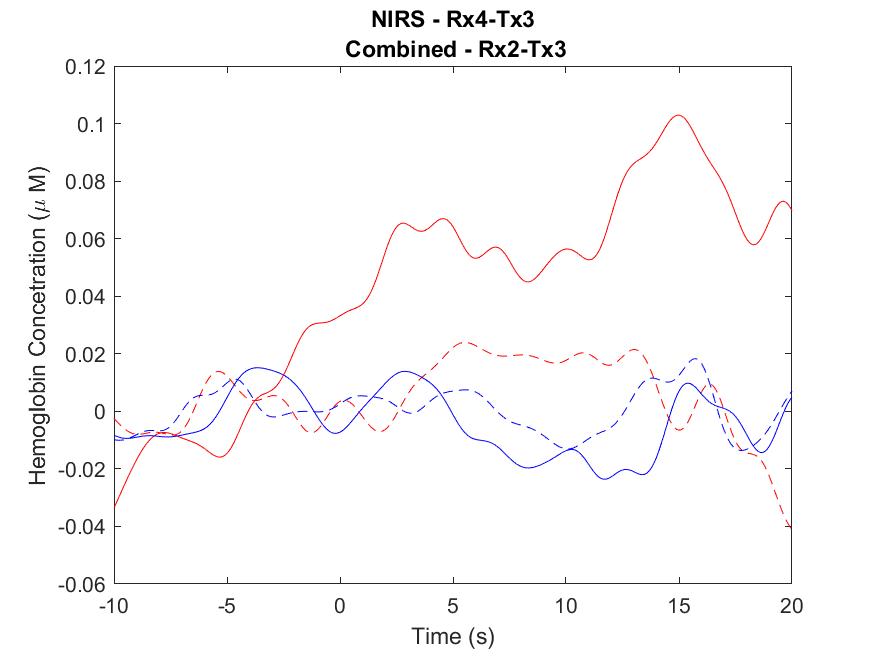 NIRS - Rx4-Tx3
Combined - Rx2-Tx3
0.12
0.1
0.08
0.06
0.04
0.02
0
-0.02
-0.04
-0.06
Hemoglobin Concetration (μ M)
-10 -5 0 5 10 15 20
Time (s)